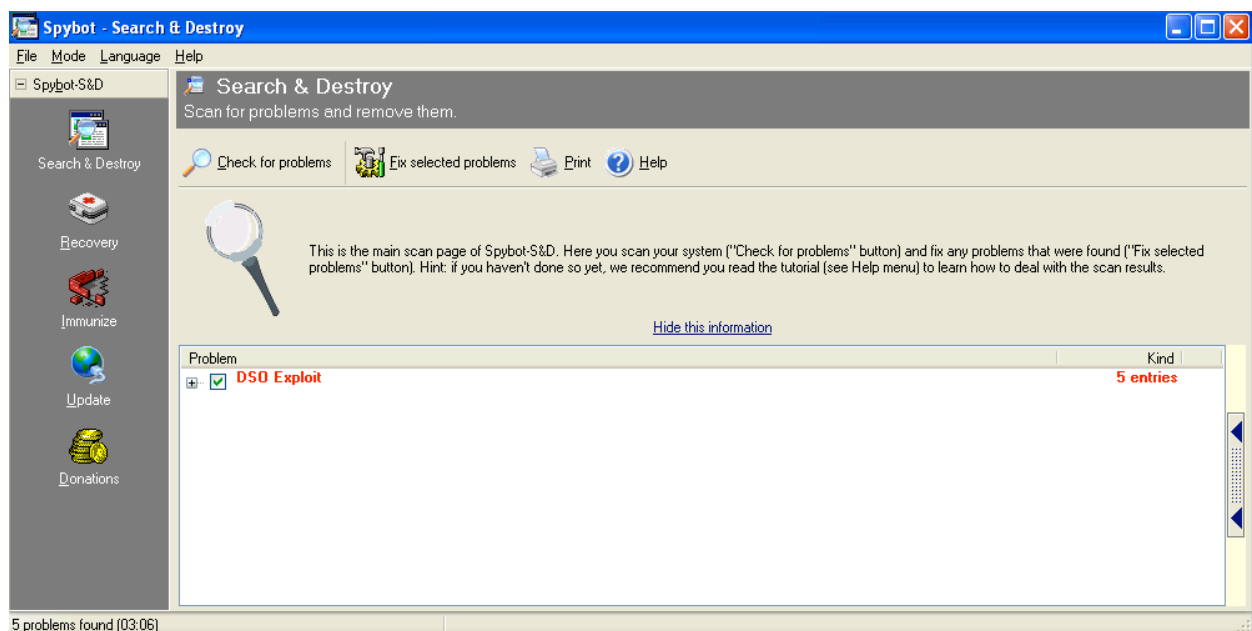 Spybot - Search & Destroy
File Mode Language Help
Spybot-S&D
Search & Destroy
Recovery
Immunize
Update
Donations
Search & Destroy
Scan for problems and remove them.
Check for problems Fix selected problems Print Help
This is the main scan page of Spybot-S&D. Here you scan your system ("Check for problems" button) and fix any problems that were found ("Fix selected
problems" button). Hint: if you haven't done so yet, we recommend you read the tutorial (see Help menu) to learn how to deal with the scan results.
Hide this information
Problem Kind
DSO Exploit 5 entries
5 problems found (03:06)